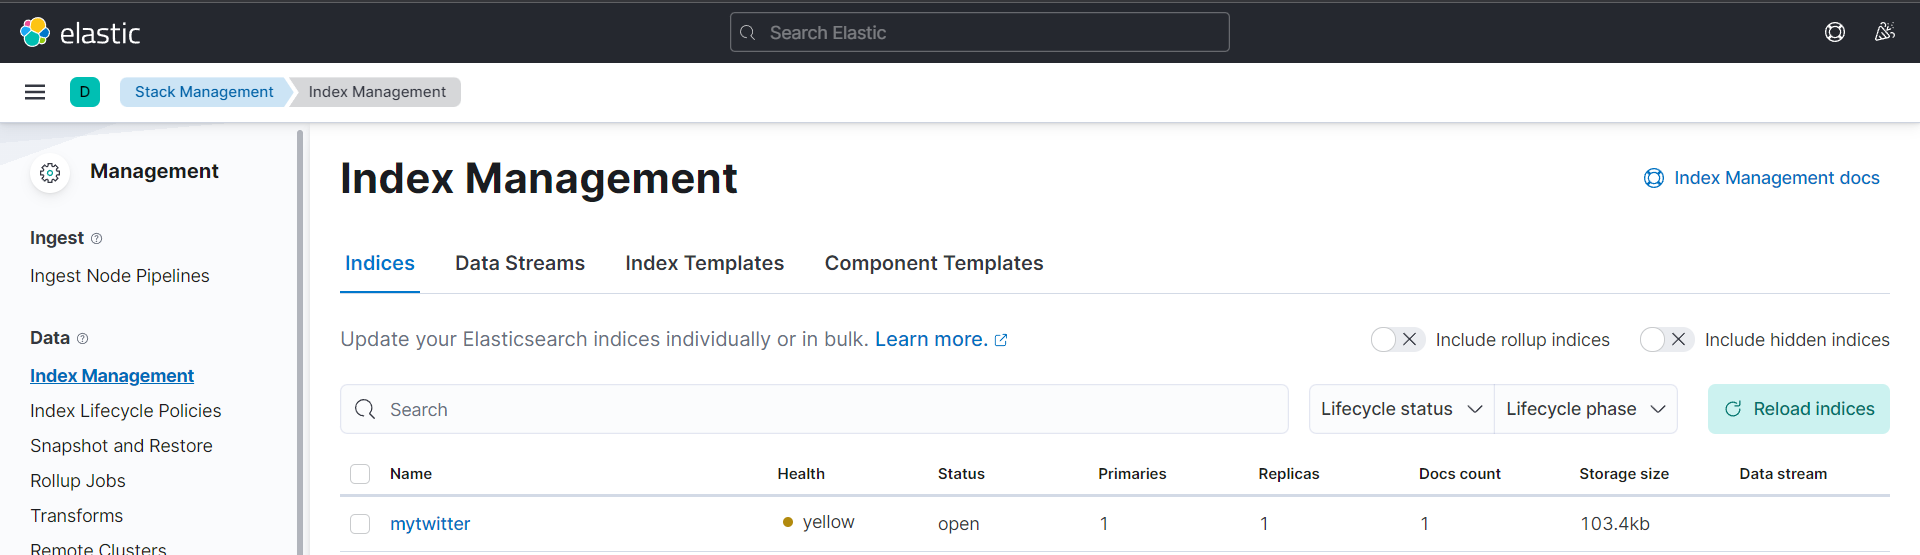 elastic
Search Elastic
D
Stack Management
Index Management
Management
Ingest
Ingest Node Pipelines
Data
Index Management
Index Lifecycle Policies
Snapshot and Restore
Rollup Jobs
Transforms
Remote Clusters
Index Management
Index Management docs
Indices Data Streams Index Templates Component Templates
Update your Elasticsearch indices individually or in bulk. Learn more.
Include rollup indices
Include hidden indices
Search
Lifecycle status
Lifecycle phase
Reload indices
Name Health Status Primaries Replicas Docs count Storage size Data stream
mytwitter yellow open 1 1 1 103.4kb